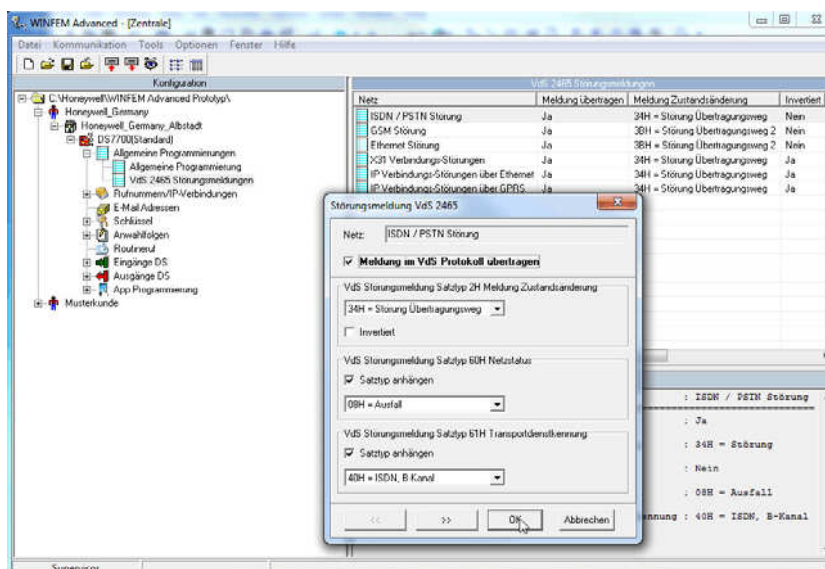 WINFEM Advanced - [Zentrale]
Datei Kommunikation Tools Optionen Fenster Hilfe
Konfiguration
C:\Honeywell\WINFEM Advanced Prototyp\
Honeywell_Germany
Honeywell_Germany_Albstadt
DS7700(Standard)
Allgemeine Programmierungen
Allgemeine Programmierung
VdS 2465 Störungsmeldungen
Rufnummern/IP-Verbindungen
E-Mail Adressen
Schlüssel
Anwahlfolgen
Routineruf
Eingänge DS
Ausgänge DS
App Programmierung
Musterkunde
VdS 2465 Störungsmeldungen
Netz Meldung übertragen Meldung Zustandsänderung Invertiert
ISDN / PSTN Störung Ja 34H = Störung Übertragungsweg Nein
GSM Störung Ja 3BH = Störung Übertragungsweg 2 Nein
Ethernet Störung Ja 3BH = Störung Übertragungsweg 2 Nein
X31 Verbindungs-Störungen Ja 34H = Störung Übertragungsweg Ja
IP Verbindungs-Störungen über Ethernet Ja 34H = Störung Übertragungsweg Ja
IP Verbindungs-Störungen über GPRS Ja 34H = Störung Übertragungsweg Ja
Störungsmeldung VdS 2465
Netz: ISDN / PSTN Störung
Meldung im VdS Protokoll übertragen
VdS Störungsmeldung Satztyp 2H Meldung Zustandsänderung
34H = Störung Übertragungsweg
Invertiert
VdS Störungsmeldung Satztyp 60H Netzstatus
Satztyp anhängen
08H = Ausfall
VdS Störungsmeldung Satztyp 61H Transportdienstkennung
Satztyp anhängen
40H = ISDN, B-Kanal
<< >> OK Abbrechen
: ISDN / PSTN Störung
: Ja
: 34H = Störung
: Nein
: 08H = Ausfall
ennung : 40H = ISDN, B-Kanal
Supervisor